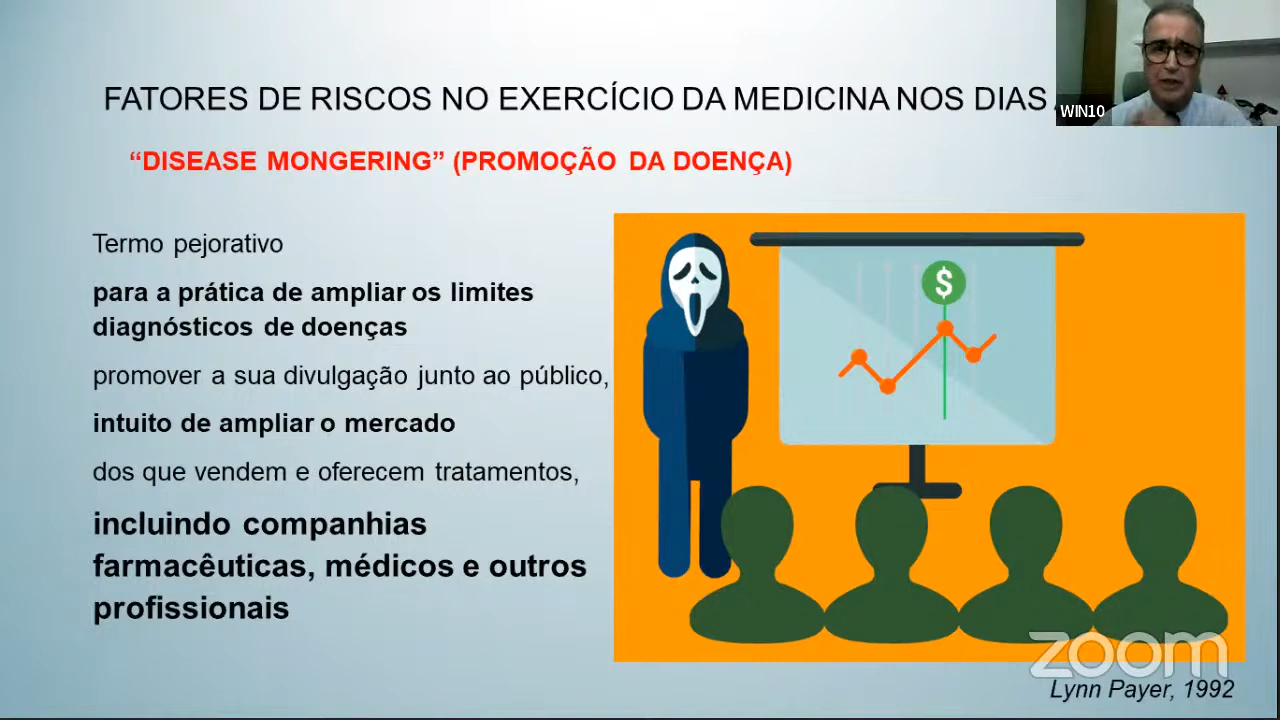 FATORES DE RISCOS NO EXERCÍCIO DA MEDICINA NOS DIAS
WIN10
“DISEASE MONGERING” (PROMOÇÃO DA DOENÇA)
Termo pejorativo
para a prática de ampliar os limites
diagnósticos de doenças
promover a sua divulgação junto ao público,
intuito de ampliar o mercado
dos que vendem e oferecem tratamentos,
incluindo companhias
farmacêuticas, médicos e outros
profissionais
$
zoom
Lynn Payer, 1992